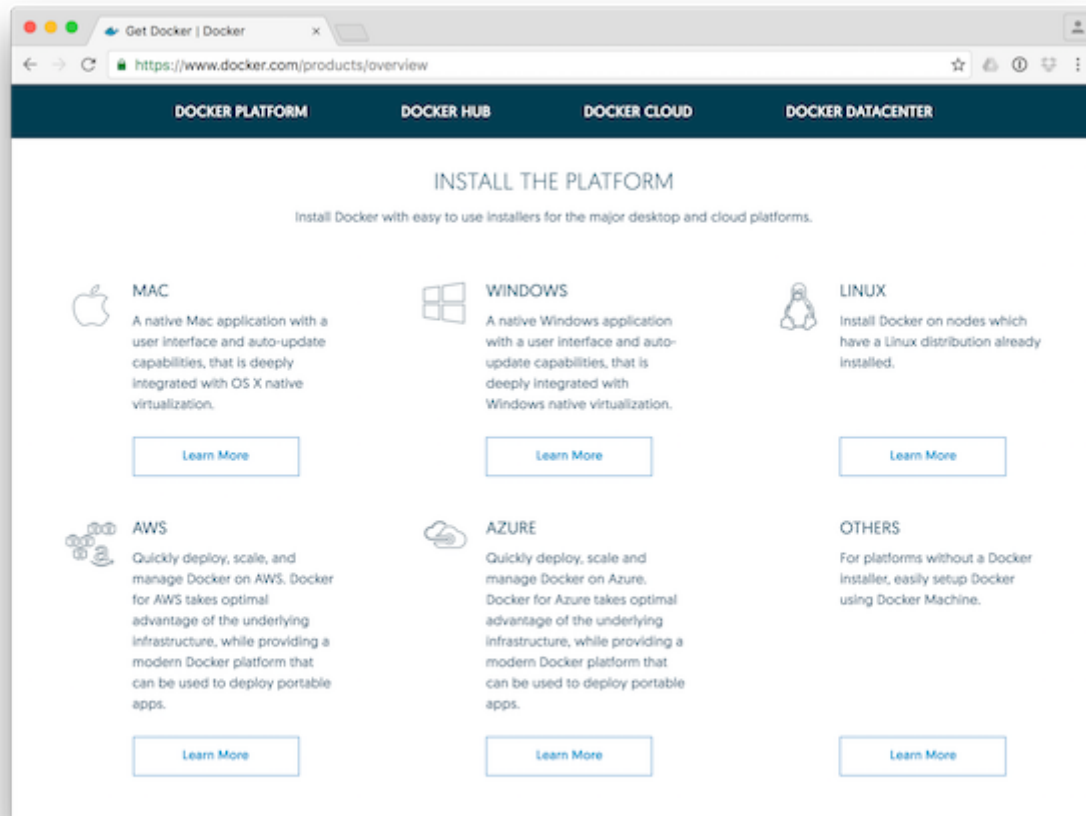 Get Docker | Docker
https://www.docker.com/products/overview
DOCKER PLATFORM DOCKER HUB DOCKER CLOUD DOCKER DATACENTER
INSTALL THE PLATFORM
Install Docker with easy to use installers for the major desktop and cloud platforms.
MAC
A native Mac application with a
user interface and auto-update
capabilities, that is deeply
integrated with OS X native
virtualization.
Learn More
WINDOWS
A native Windows application
with a user interface and auto-
update capabilities, that is
deeply integrated with
Windows native virtualization.
Learn More
LINUX
Install Docker on nodes which
have a Linux distribution already
installed.
Learn More
AWS
Quickly deploy, scale, and
manage Docker on AWS. Docker
for AWS takes optimal
advantage of the underlying
infrastructure, while providing a
modern Docker platform that
can be used to deploy portable
apps.
Learn More
AZURE
Quickly deploy, scale and
manage Docker on Azure.
Docker for Azure takes optimal
advantage of the underlying
infrastructure, while providing a
modern Docker platform that
can be used to deploy portable
apps.
Learn More
OTHERS
For platforms without a Docker
installer, easily setup Docker
using Docker Machine.
Learn More